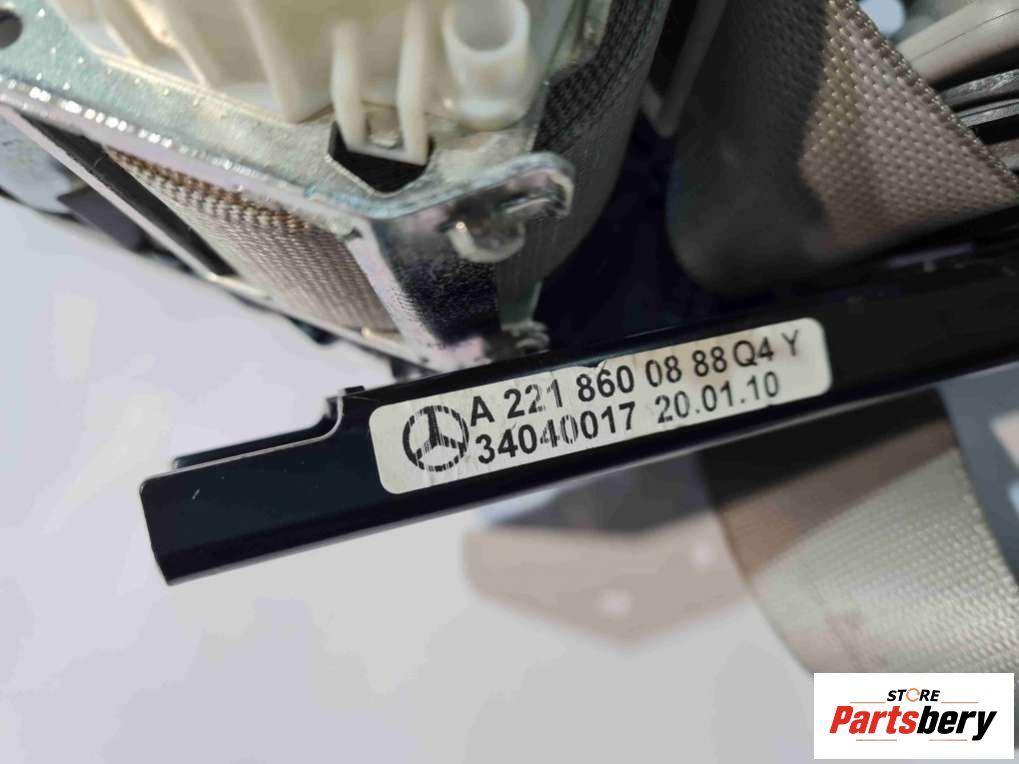 A 221 860 08 88 Q4 Y
34040017 20.01.10
STORE
Partsbery